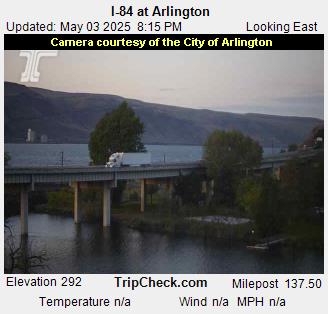 I-84 at Arlington
Updated: May 03 2025 8:15 PM Looking East
Camera courtesy of the City of Arlington
Elevation 292 TripCheck.com Milepost 137.50
Temperature n/a Wind n/a MPH n/a